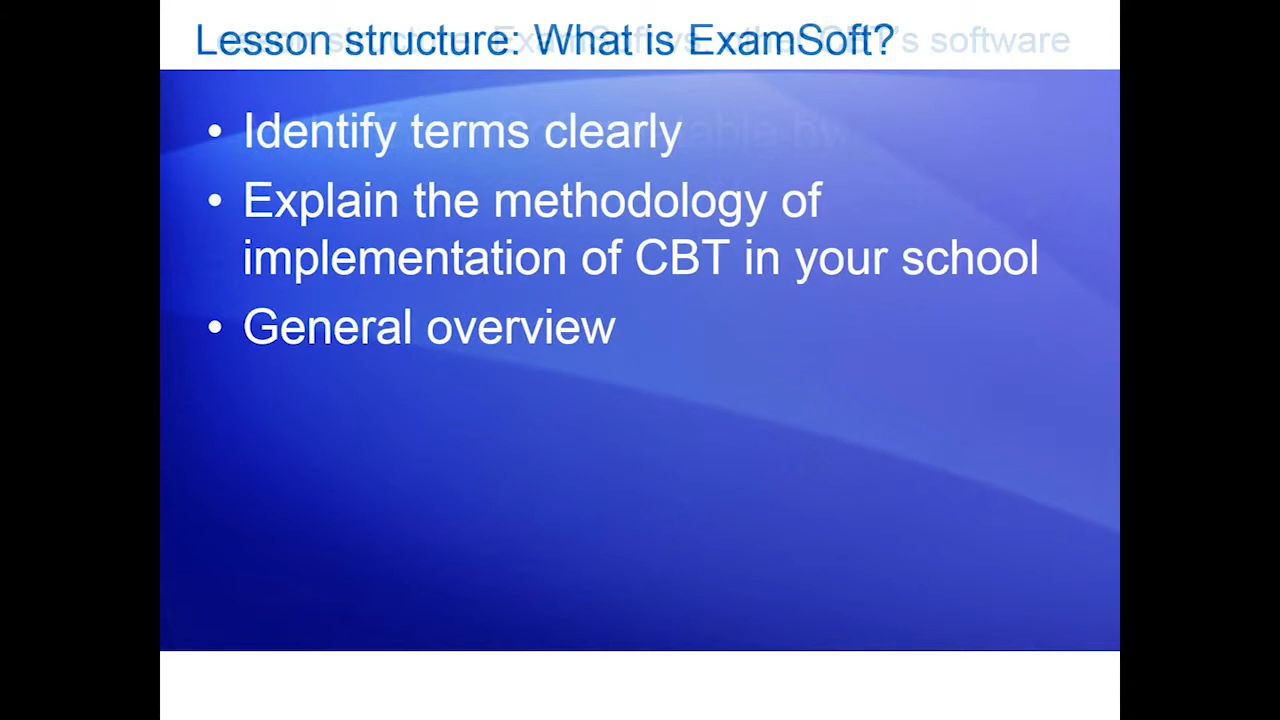 Lesson structure: What is ExamSoft?
• Identify terms clearly
• Explain the methodology of
implementation of CBT in your school
• General overview